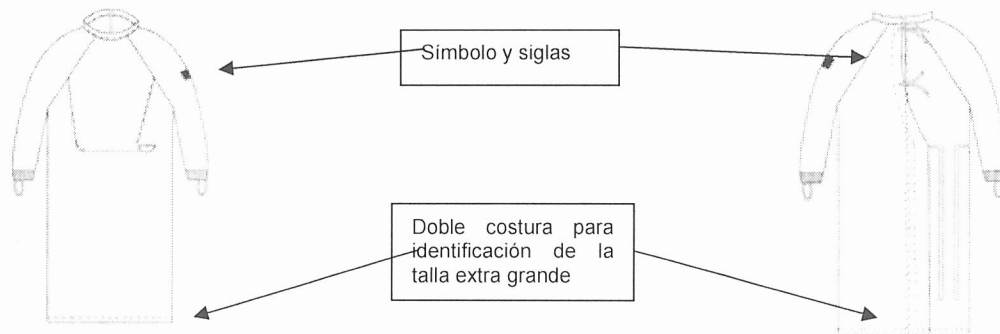 Símbolo y siglas
Doble costura para
identificación de la
talla extra grande